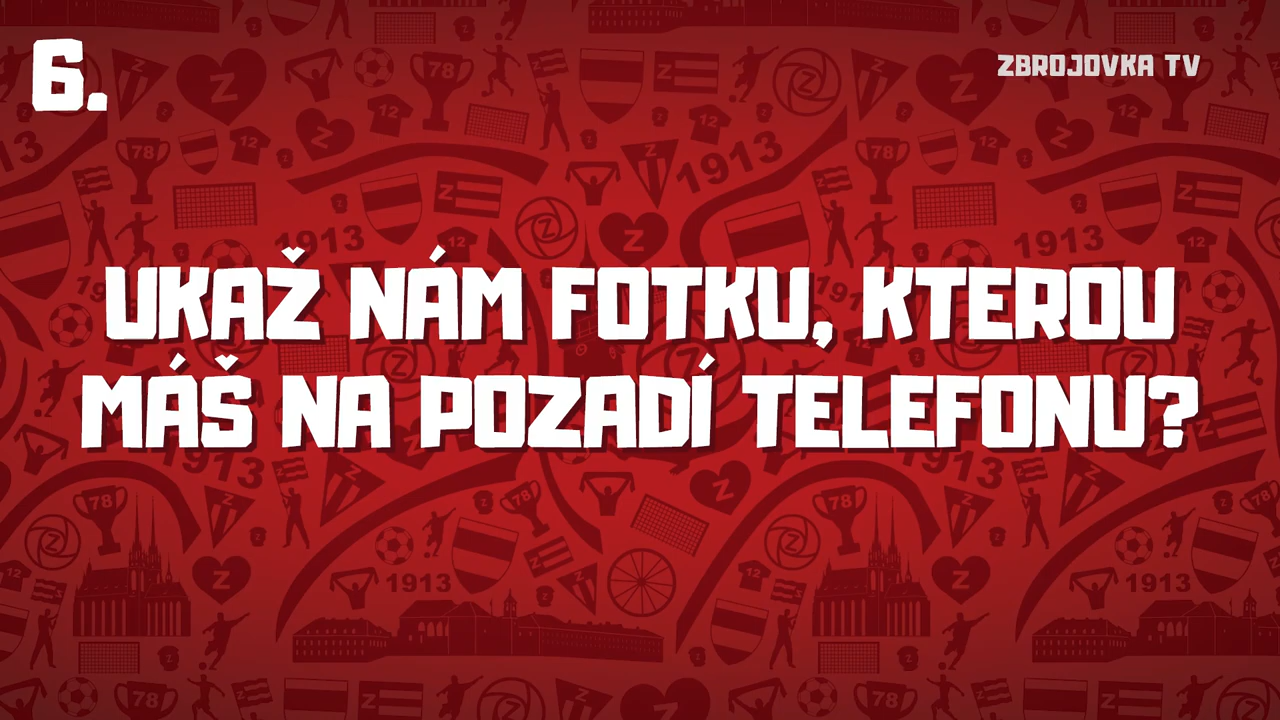 6.
ZBROJOVKA TV
UKAŽ NÁM FOTKU, KTEROU
MÁŠ NA POZADÍ TELEFONU?